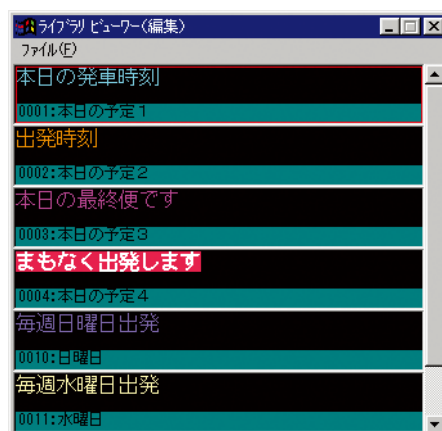 ライブラリ ビューワー(編集)
ファイル(F)
本日の発車時刻
0001:本日の予定１
出発時刻
0002:本日の予定２
本日の最終便です
0003:本日の予定３
まもなく出発します
0004:本日の予定４
毎週日曜日出発
0010:日曜日
毎週水曜日出発
0011:水曜日